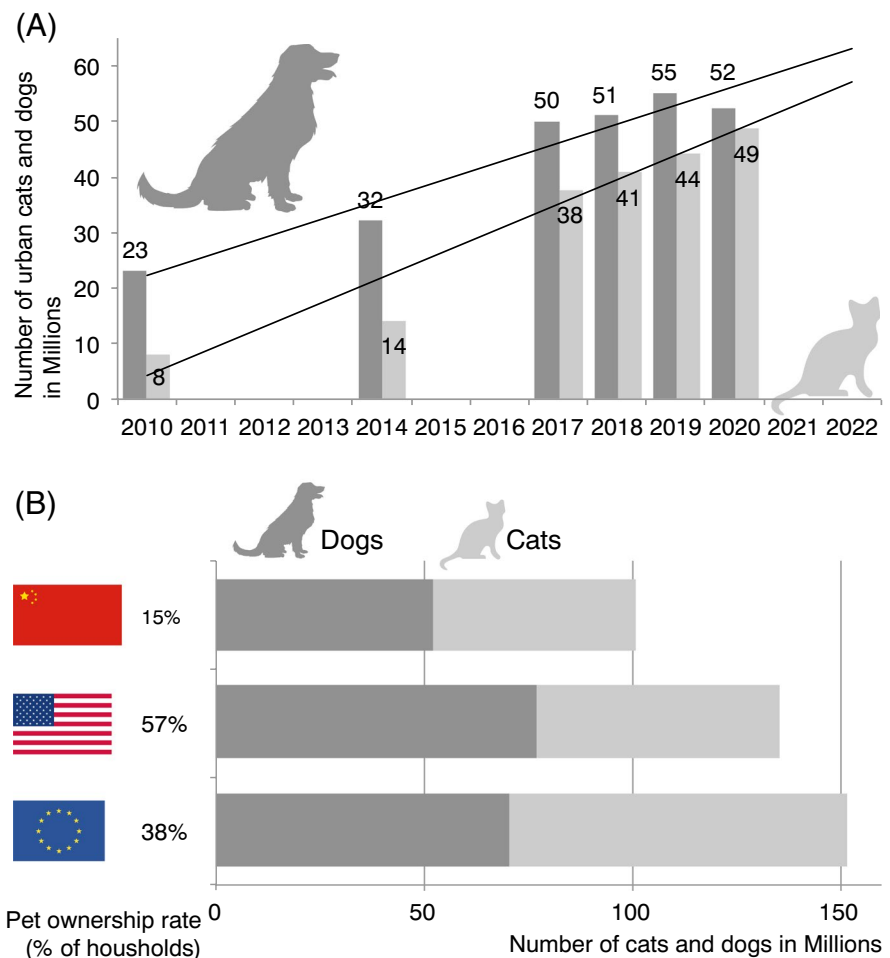 (A)
Number of urban cats and dogs
in Millions
60
50
40
30
20
10
0
23
8
32
14
50
38
51
41
55
44
52
49
2010 2011 2012 2013 2014 2015 2016 2017 2018 2019 2020 2021 2022
(B)
Dogs
Cats
15%
57%
38%
0 50 100 150
Pet ownership rate
(% of housholds)
Number of cats and dogs in Millions